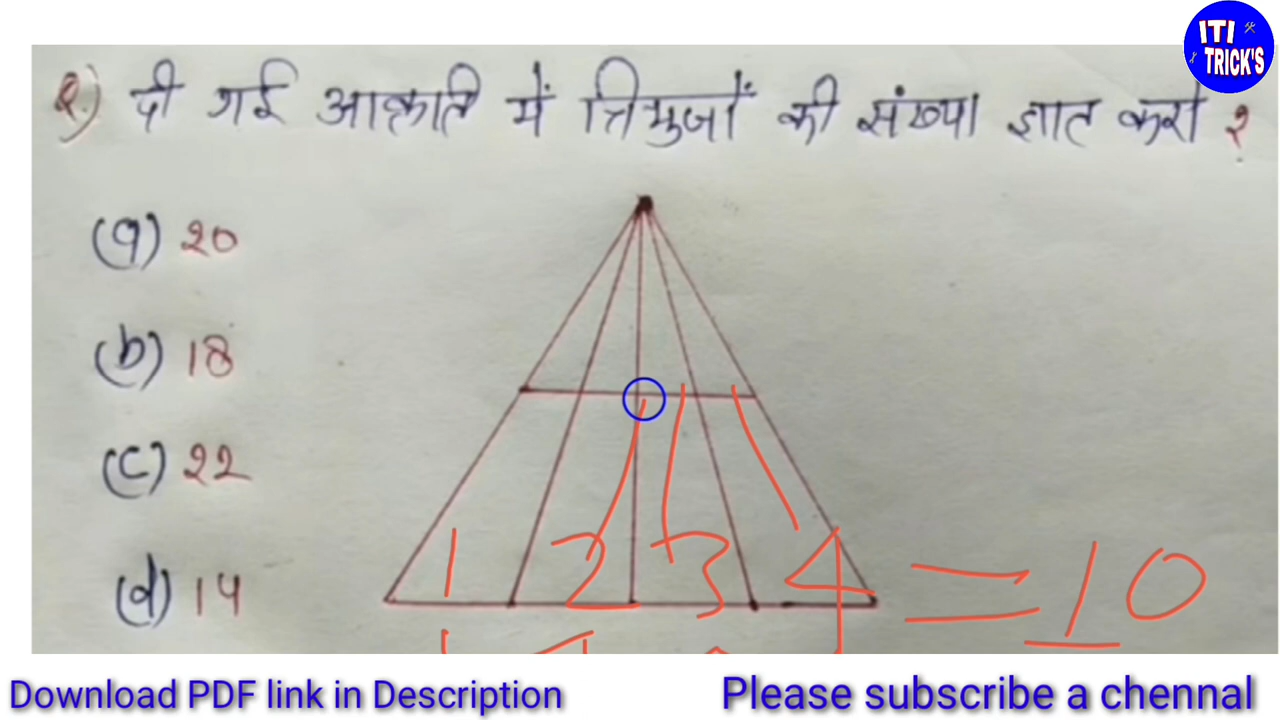 ITI
TRICK'S
२.) दी गई आकृति में त्रिभुजों की संख्या ज्ञात करो ?
(a) 20
(b) 18
(c) 22
(d) 14
1 2 3 4 = 10
Download PDF link in Description
Please subscribe a chennal